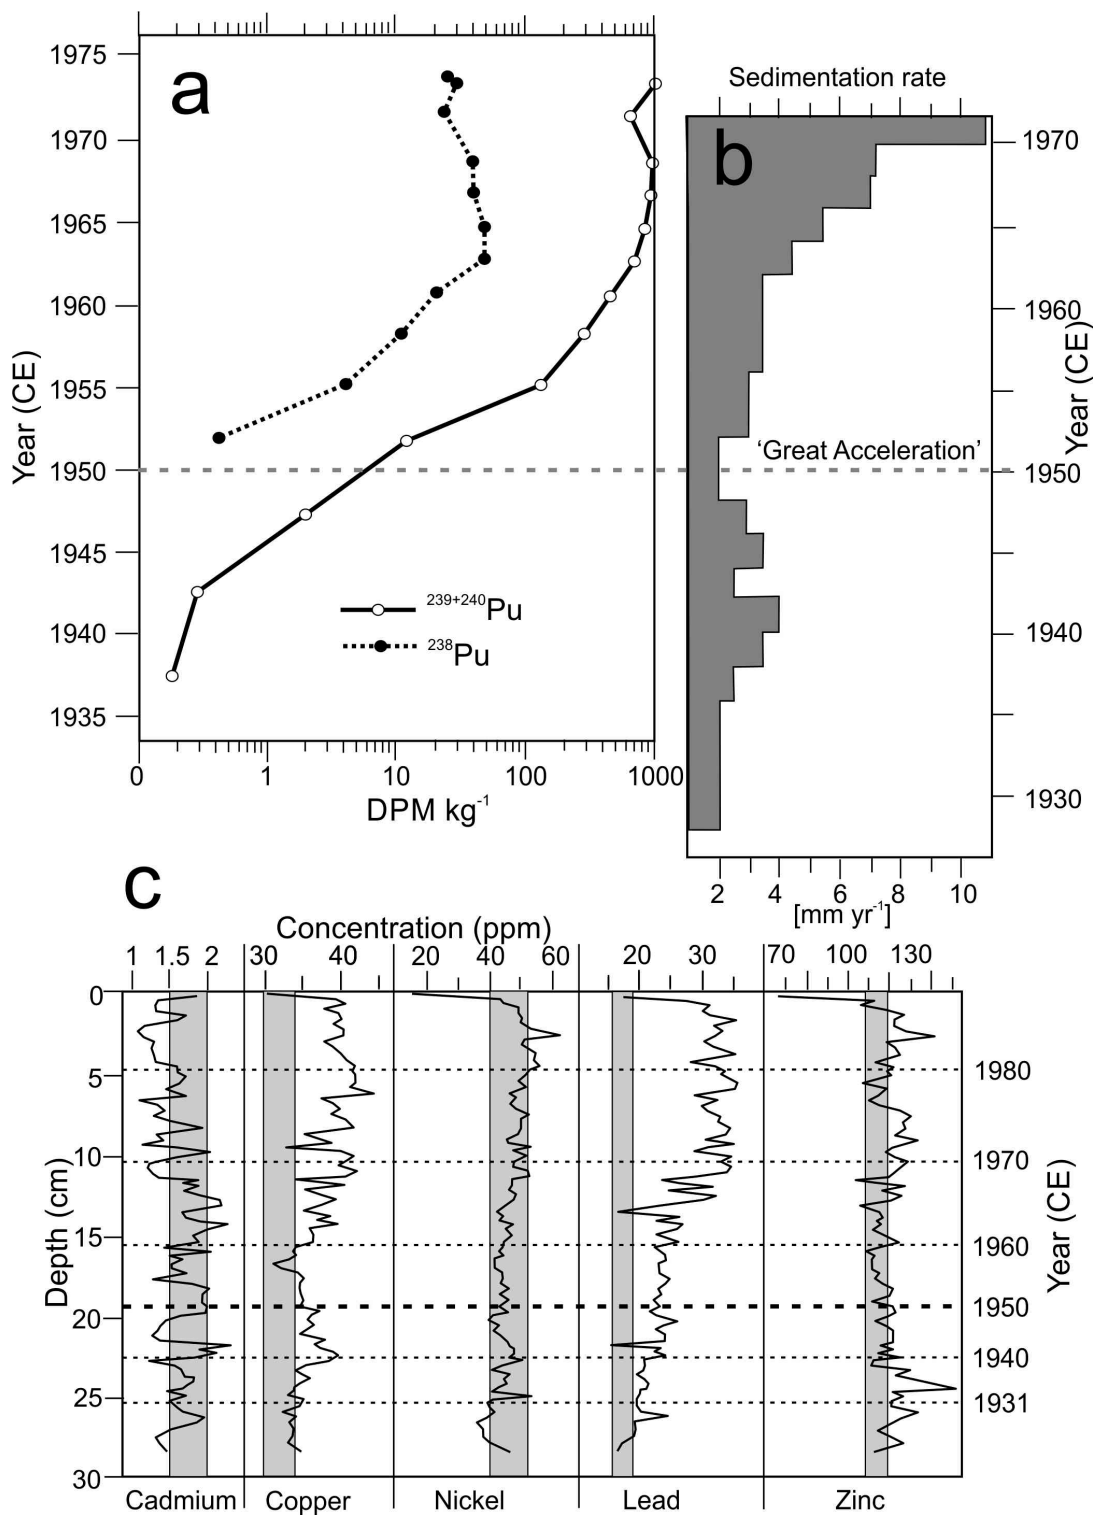 a
1975
1970
1965
1960
1955
1950
1945
1940
1935
Year (CE)
239+240Pu
238Pu
0 1 10 100 1000
DPM kg-1
Sedimentation rate
b
1970
1960
1950
1940
1930
Year (CE)
'Great Acceleration'
2 4 6 8 10
[mm yr-1]
c
Concentration (ppm)
1 1.5 2 30 40 20 40 60 20 30 70 100 130
0
5
10
15
20
25
30
Depth (cm)
1980
1970
1960
1950
1940
1931
Year (CE)
Cadmium Copper Nickel Lead Zinc